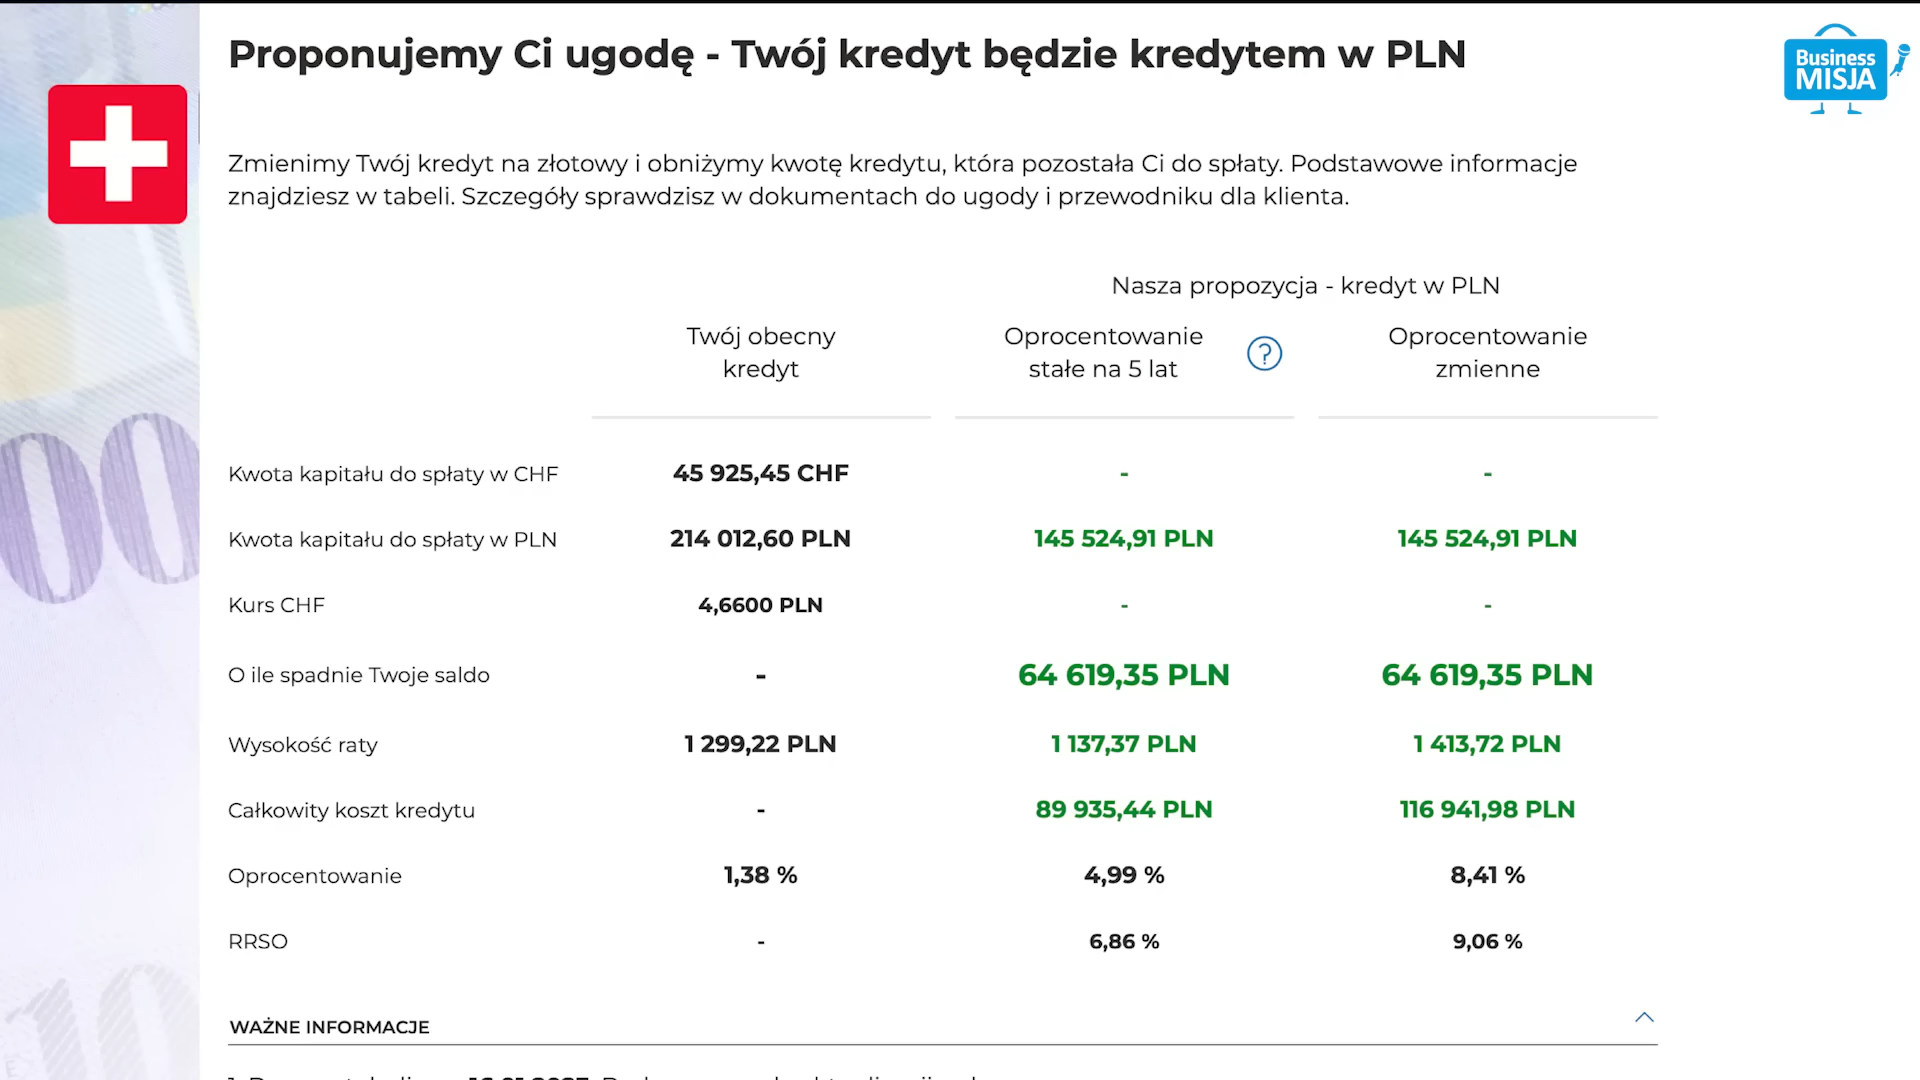 Proponujemy Ci ugodę - Twój kredyt będzie kredytem w PLN
Business
MISJA
Zmienimy Twój kredyt na złotowy i obniżymy kwotę kredytu, która pozostała Ci do spłaty. Podstawowe informacje
znajdziesz w tabeli. Szczegóły sprawdzisz w dokumentach do ugody i przewodniku dla klienta.
Nasza propozycja - kredyt w PLN
Twój obecny kredyt
Oprocentowanie stałe na 5 lat ?
Oprocentowanie zmienne
Kwota kapitału do spłaty w CHF 45 925,45 CHF - -
Kwota kapitału do spłaty w PLN 214 012,60 PLN 145 524,91 PLN 145 524,91 PLN
Kurs CHF 4,6600 PLN - -
O ile spadnie Twoje saldo - 64 619,35 PLN 64 619,35 PLN
Wysokość raty 1 299,22 PLN 1 137,37 PLN 1 413,72 PLN
Całkowity koszt kredytu - 89 935,44 PLN 116 941,98 PLN
Oprocentowanie 1,38 % 4,99 % 8,41 %
RRSO - 6,86 % 9,06 %
WAŻNE INFORMACJE
00
10